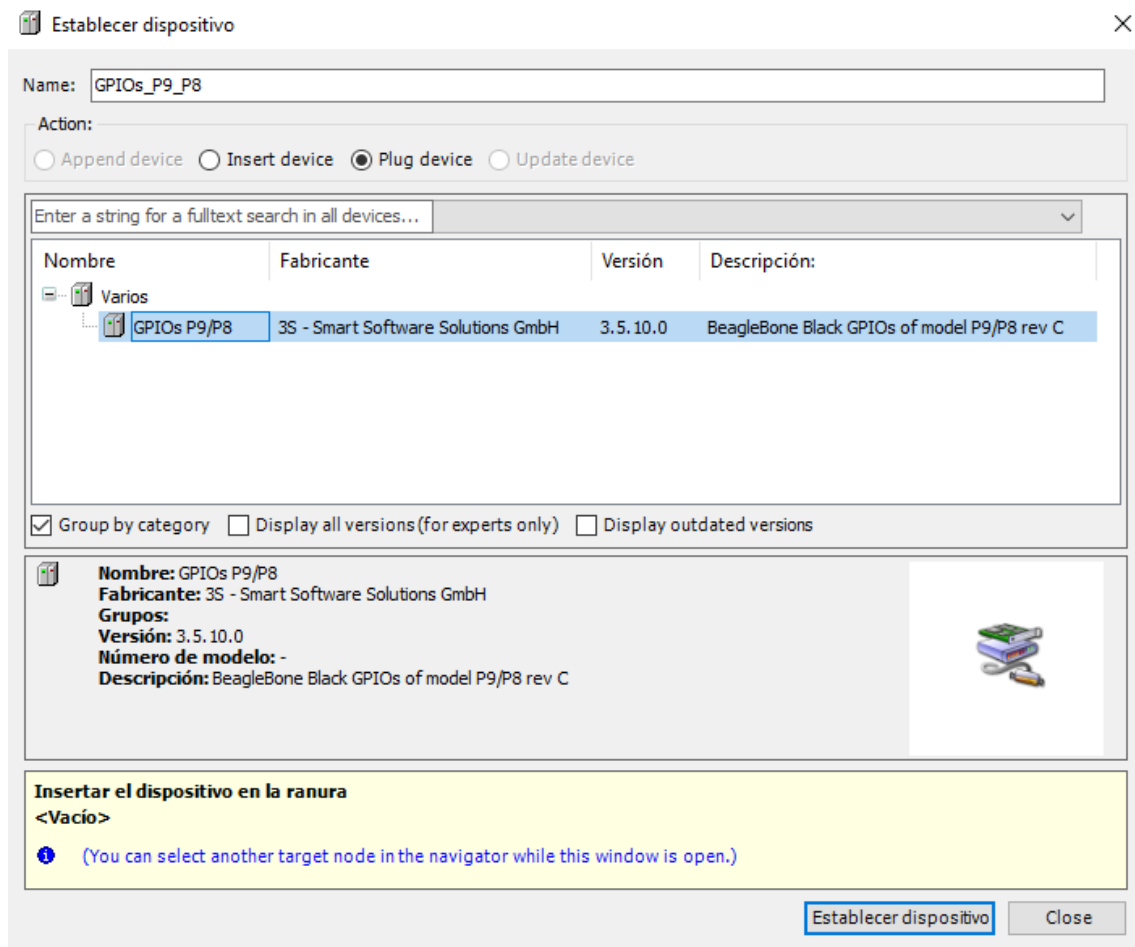 Establecer dispositivo
Name: GPIOs_P9_P8
Action:
Append device Insert device Plug device Update device
Enter a string for a fulltext search in all devices...
Nombre Fabricante Versión Descripción:
Varios
GPIOs P9/P8 3S - Smart Software Solutions GmbH 3.5.10.0 BeagleBone Black GPIOs of model P9/P8 rev C
Group by category Display all versions (for experts only) Display outdated versions
Nombre: GPIOs P9/P8
Fabricante: 3S - Smart Software Solutions GmbH
Grupos:
Versión: 3.5.10.0
Número de modelo: -
Descripción: BeagleBone Black GPIOs of model P9/P8 rev C
Insertar el dispositivo en la ranura
<Vacío>
(You can select another target node in the navigator while this window is open.)
Establecer dispositivo Close